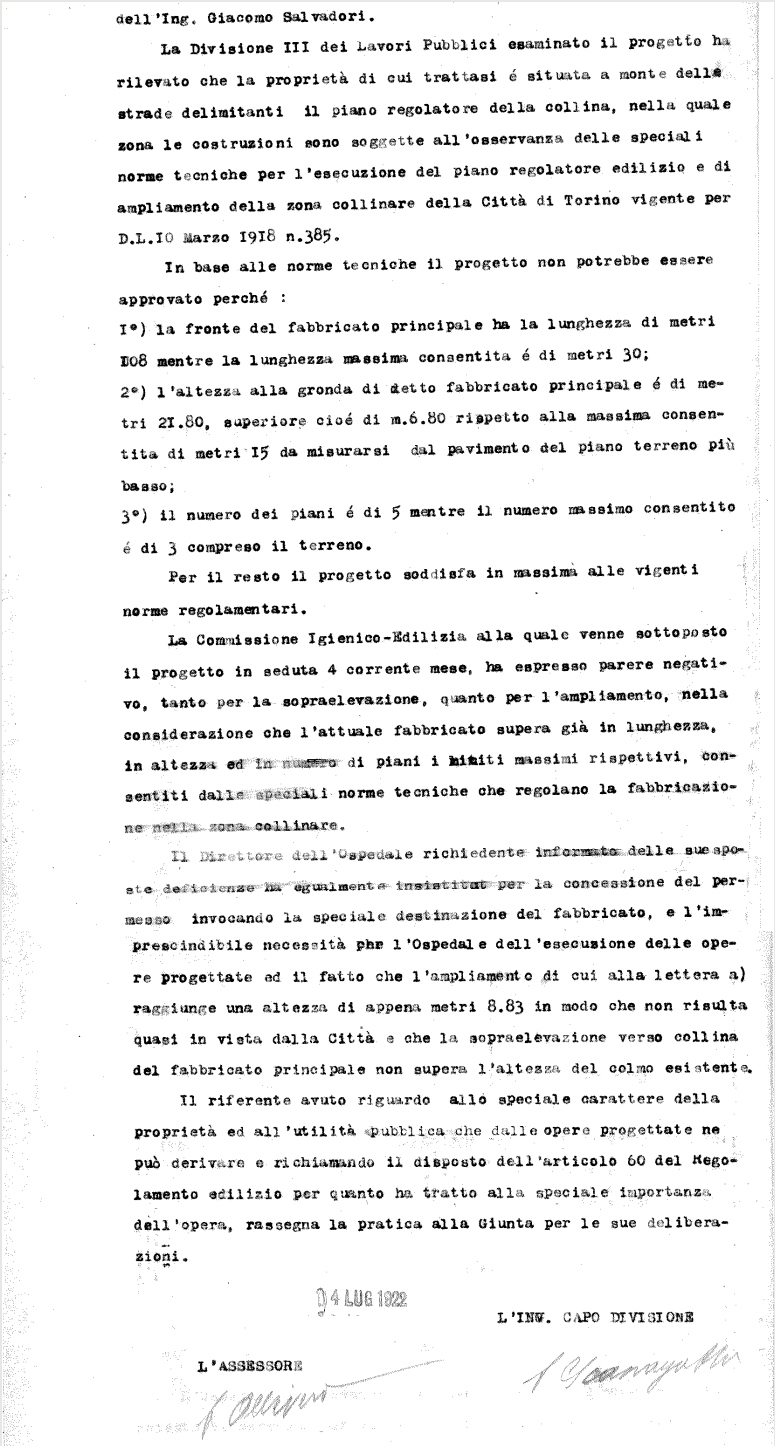 dell'Ing. Giacomo Salvadori.
La Divisione III dei Lavori Pubblici esaminato il progetto ha
rilevato che la proprietà di cui trattasi é situata a monte delle
strade delimitanti il piano regolatore della collina, nella quale
zona le costruzioni sono soggette all'osservanza delle speciali
norme tecniche per l'esecuzione del piano regolatore edilizio e di
ampliamento della zona collinare della Città di Torino vigente per
D.L.IO Marzo I9I8 n.385.
In base alle norme tecniche il progetto non potrebbe essere
approvato perché :
I°) la fronte del fabbricato principale ha la lunghezza di metri
IO8 mentre la lunghezza massima consentita é di metri 30;
2°) l'altezza alla gronda di detto fabbricato principale é di me-
tri 2I.80, superiore cioé di m.6.80 rispetto alla massima consen-
tita di metri I5 da misurarsi dal pavimento del piano terreno più
basso;
3°) il numero dei piani é di 5 mentre il numero massimo consentito
é di 3 compreso il terreno.
Per il resto il progetto soddisfa in massima alle vigenti
norme regolamentari.
La Commissione Igienico-Edilizia alla quale venne sottoposto
il progetto in seduta 4 corrente mese, ha espresso parere negati-
vo, tanto per la sopraelevazione, quanto per l'ampliamento, nella
considerazione che l'attuale fabbricato supera già in lunghezza,
in altezza ed in numero di piani i limiti massimi rispettivi, con-
sentiti dalle speciali norme tecniche che regolano la fabbricazio-
ne nella zona collinare.
Il Direttore dell'Ospedale richiedente informato delle suespo-
ste deficienze ha egualmente insistito per la concessione del per-
messo invocando la speciale destinazione del fabbricato, e l'im-
prescindibile necessità per l'Ospedale dell'esecuzione delle ope-
re progettate ed il fatto che l'ampliamento di cui alla lettera a)
raggiunge una altezza di appena metri 8.83 in modo che non risulta
quasi in vista dalla Città e che la sopraelevazione verso collina
del fabbricato principale non supera l'altezza del colmo esistente.
Il riferente avuto riguardo allo speciale carattere della
proprietà ed all'utilità pubblica che dalle opere progettate ne
può derivare e richiamando il disposto dell'articolo 60 del Rego-
lamento edilizio per quanto ha tratto alla speciale importanza
dell'opera, rassegna la pratica alla Giunta per le sue delibera-
zioni.
4 LUG 1922
L'ING. CAPO DIVISIONE
L'ASSESSORE